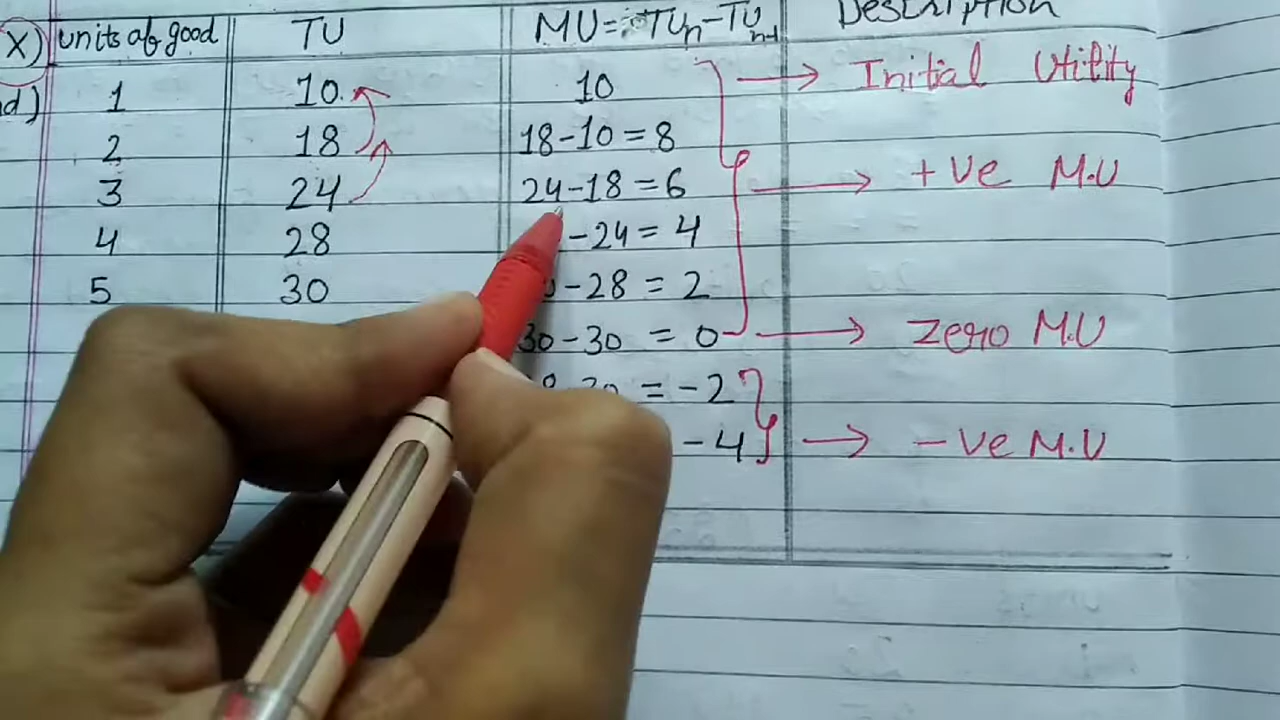 X) units of good TU MU = TUn - TUn-1 Description
nd) 1 10 10 Initial Utility
2 18 18-10 = 8
3 24 24-18 = 6 +ve M.U
4 28 -24 = 4
5 30 -28 = 2
30-30 = 0 zero M.U
= -2
-4 -ve M.U